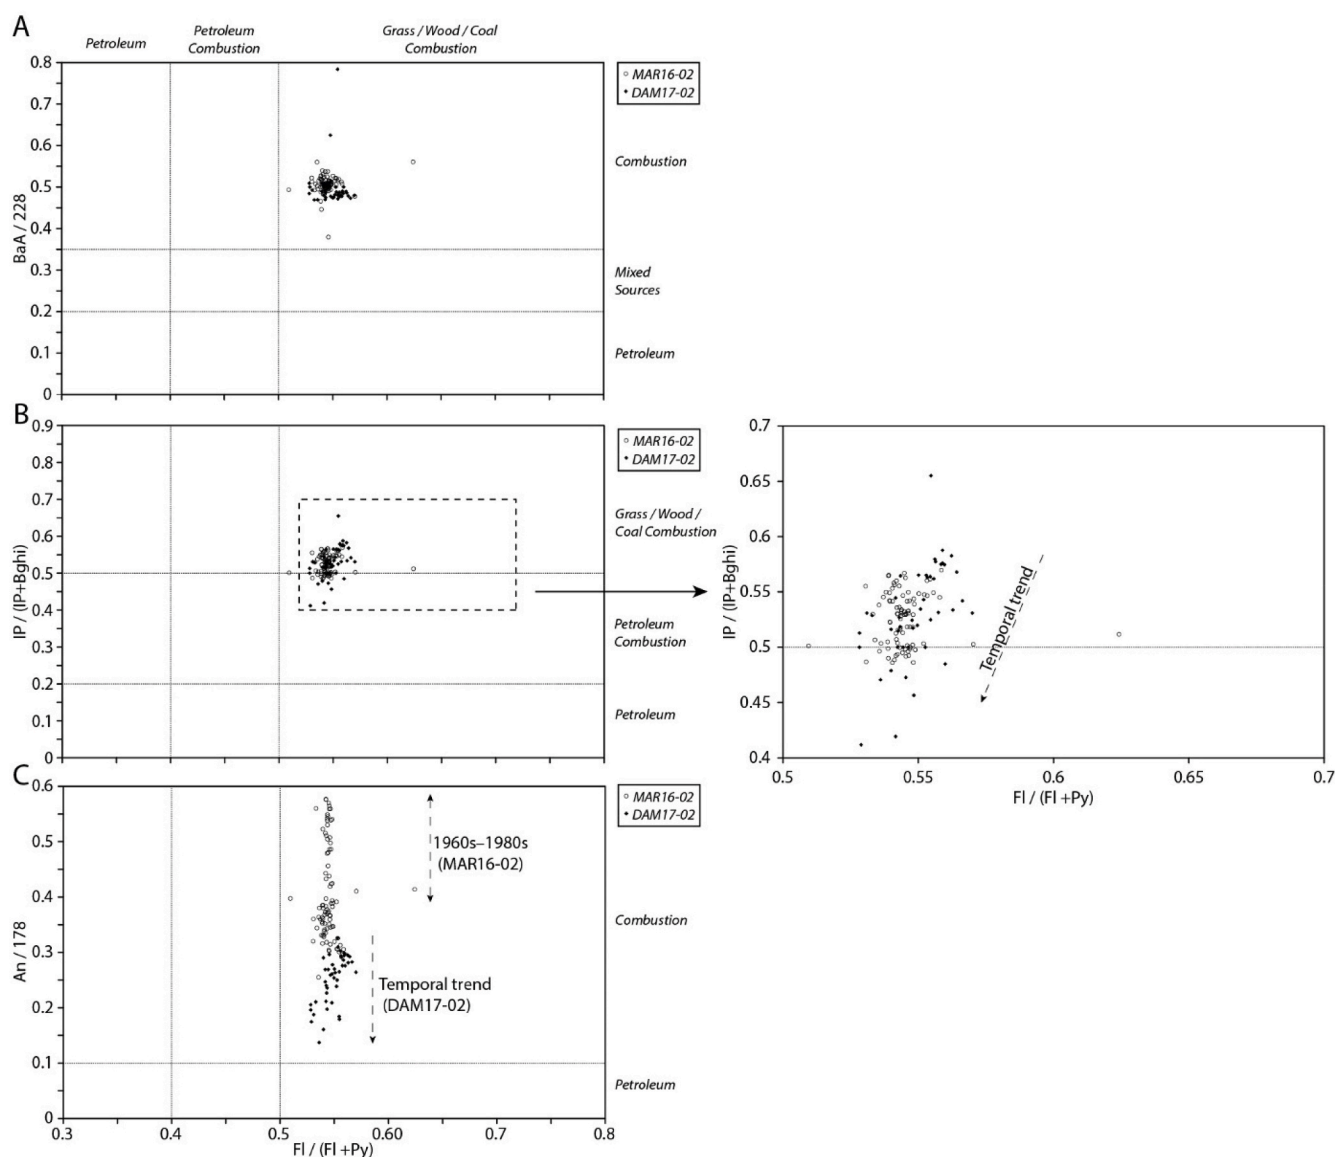 A
Petroleum
Petroleum
Combustion
Grass / Wood / Coal
Combustion
0.8
0.7
0.6
0.5
0.4
0.3
0.2
0.1
0
BaA / 228
MAR16-02
DAM17-02
Combustion
Mixed
Sources
Petroleum
B
0.9
0.8
0.7
0.6
0.5
0.4
0.3
0.2
0.1
0
IP / (IP+Bghi)
MAR16-02
DAM17-02
Grass / Wood /
Coal Combustion
Petroleum
Combustion
Petroleum
0.7
0.65
0.6
0.55
0.5
0.45
0.4
IP / (IP+Bghi)
Temporal trend
0.5
0.55
0.6
0.65
0.7
Fl / (Fl +Py)
C
0.6
0.5
0.4
0.3
0.2
0.1
0
An / 178
MAR16-02
DAM17-02
1960s–1980s
(MAR16-02)
Temporal trend
(DAM17-02)
Combustion
Petroleum
0.3
0.4
0.5
0.60
0.7
0.8
Fl / (Fl +Py)